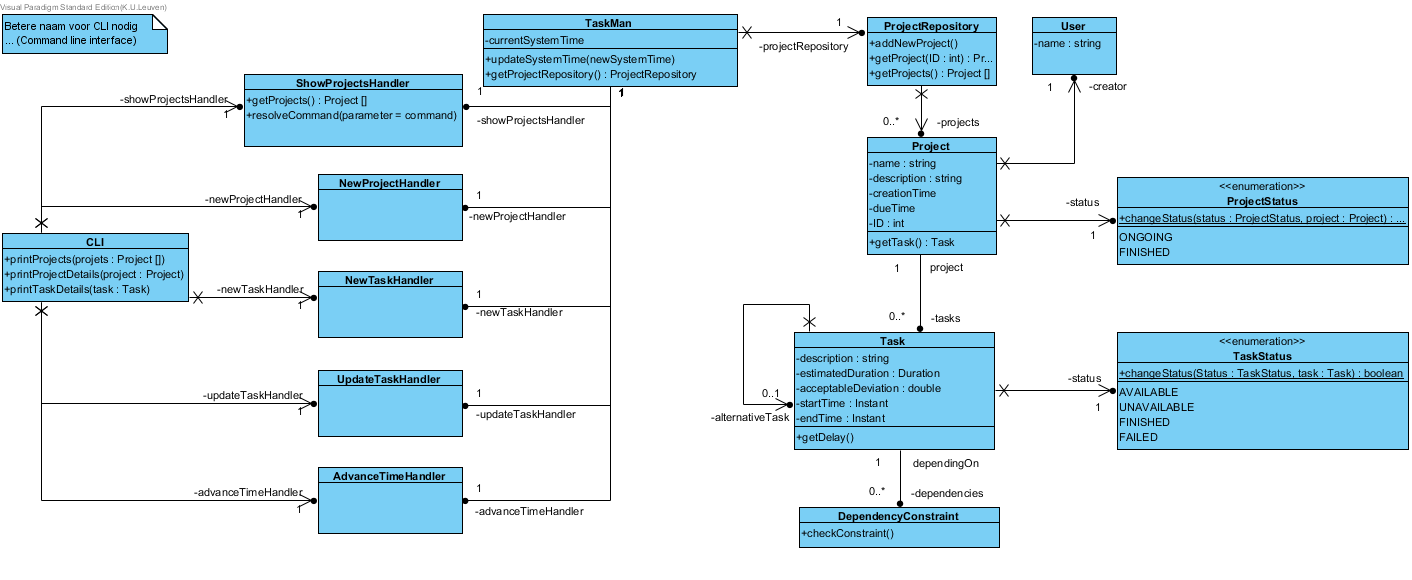 Visual Paradigm Standard Edition(K.U.Leuven)
Betere naam voor CLI nodig
... (Command line interface)
TaskMan
-currentSystemTime
+updateSystemTime(newSystemTime)
+getProjectRepository() : ProjectRepository
1
-projectRepository
ProjectRepository
+addNewProject()
+getProject(ID : int) : Pr...
+getProjects() : Project []
User
-name : string
1
-creator
ShowProjectsHandler
+getProjects() : Project []
+resolveCommand(parameter = command)
-showProjectsHandler
1
1
-showProjectsHandler
1
0..*
-projects
Project
-name : string
-description : string
-creationTime
-dueTime
-ID : int
+getTask() : Task
<<enumeration>>
ProjectStatus
+changeStatus(status : ProjectStatus, project : Project) : ...
ONGOING
FINISHED
-status
1
NewProjectHandler
-newProjectHandler
1
1
-newProjectHandler
CLI
+printProjects(projets : Project [])
+printProjectDetails(project : Project)
+printTaskDetails(task : Task)
NewTaskHandler
-newTaskHandler
1
1
-newTaskHandler
1
project
0..*
-tasks
Task
-description : string
-estimatedDuration : Duration
-acceptableDeviation : double
-startTime : Instant
-endTime : Instant
+getDelay()
0..1
-alternativeTask
<<enumeration>>
TaskStatus
+changeStatus(Status : TaskStatus, task : Task) : boolean
AVAILABLE
UNAVAILABLE
FINISHED
FAILED
-status
1
UpdateTaskHandler
-updateTaskHandler
1
1
-updateTaskHandler
1
dependingOn
0..*
-dependencies
AdvanceTimeHandler
-advanceTimeHandler
1
1
-advanceTimeHandler
DependencyConstraint
+checkConstraint()